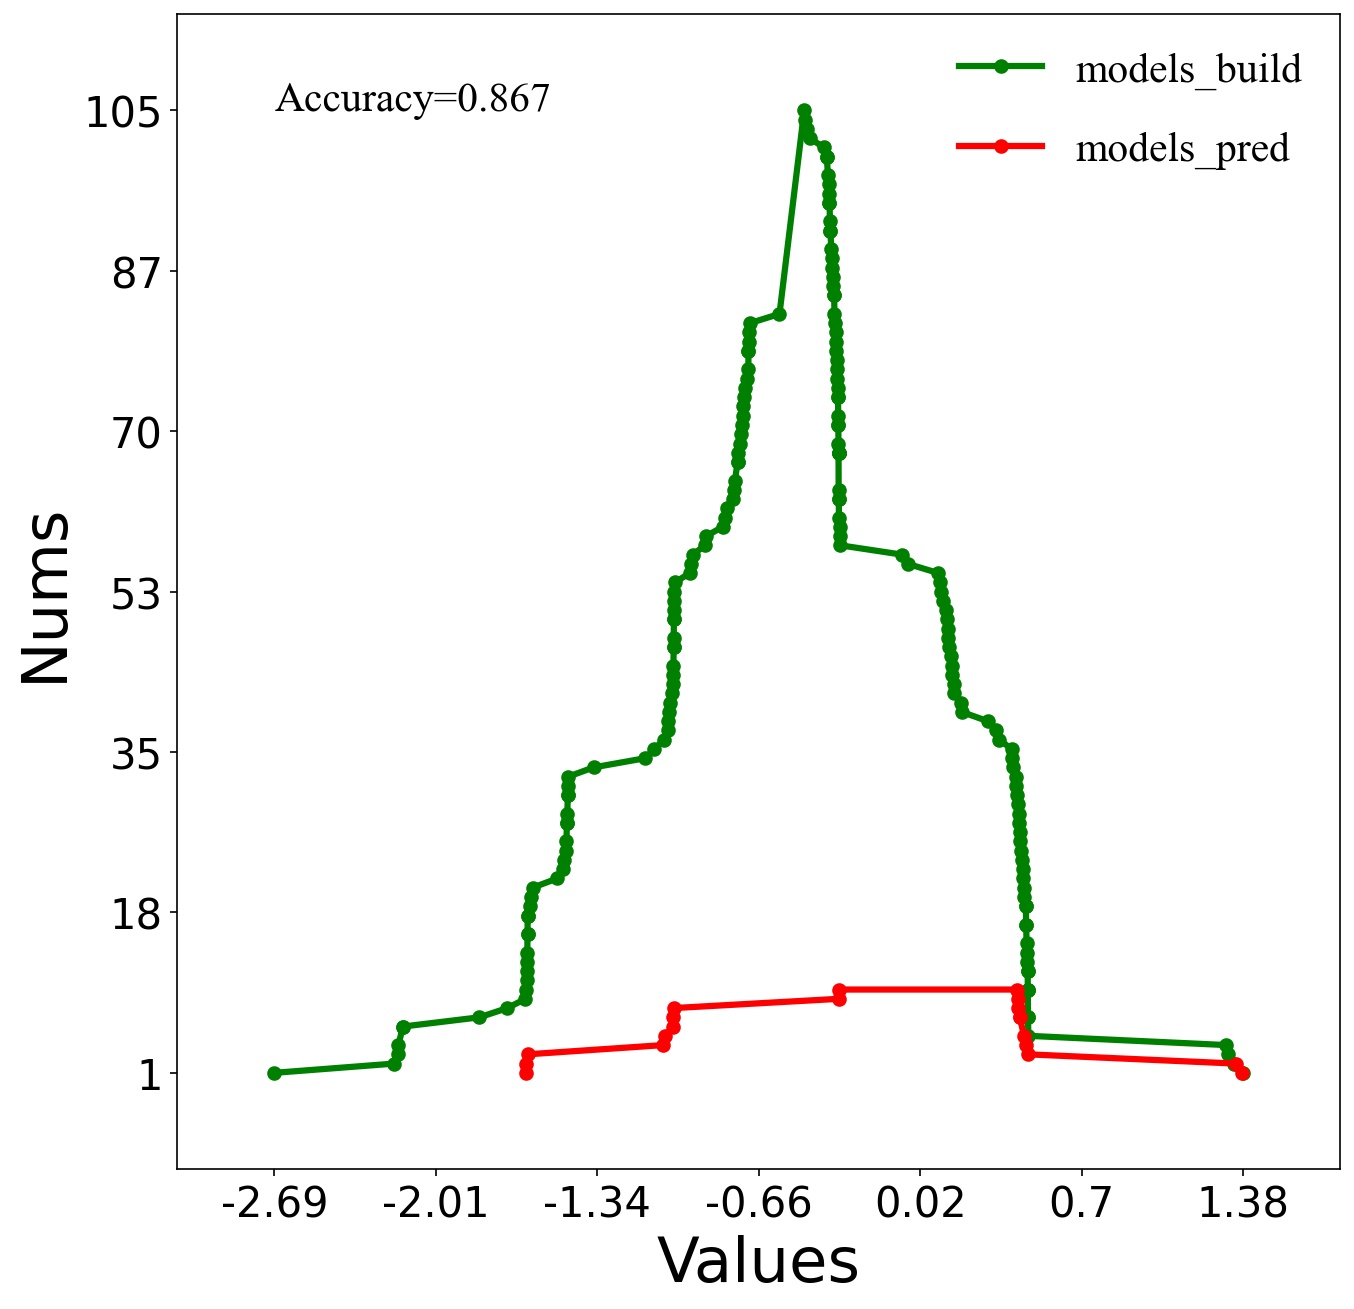 Accuracy=0.867
models_build
models_pred
Nums
105
87
70
53
35
18
1
-2.69 -2.01 -1.34 -0.66 0.02 0.7 1.38
Values